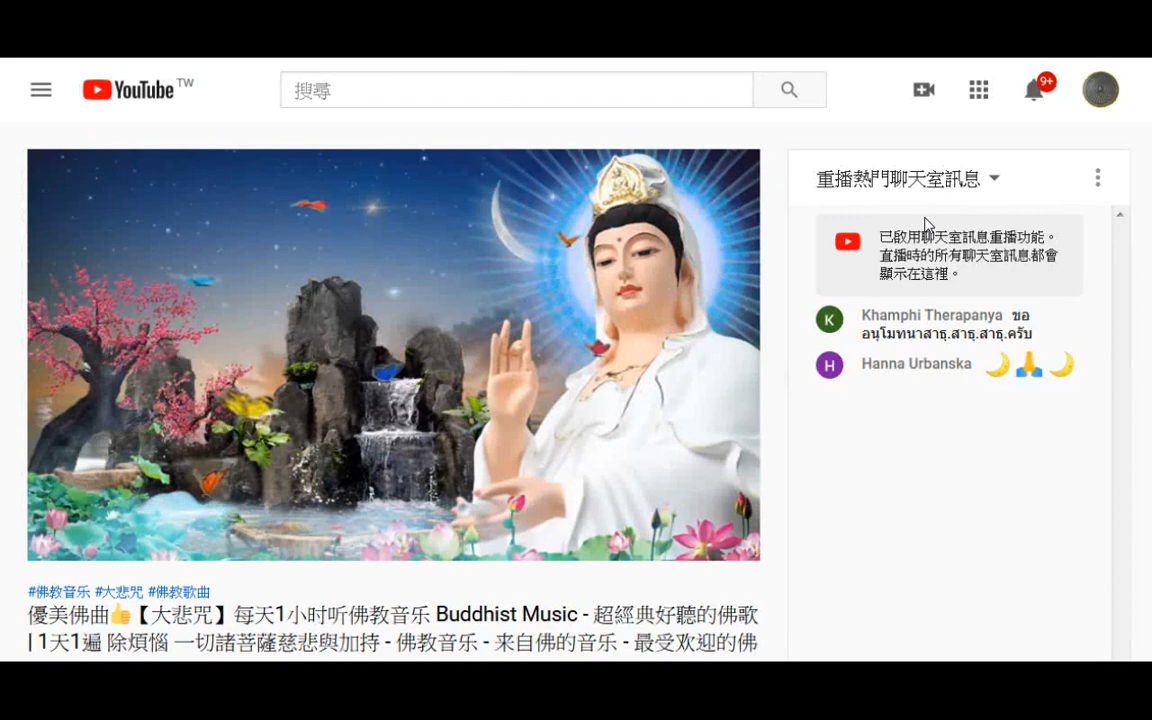 YouTube TW
搜尋
9+
重播熱門聊天室訊息
已啟用聊天室訊息重播功能。
直播時的所有聊天室訊息都會
顯示在這裡。
K Khamphi Therapanya ขอ
อนุโมทนาสาธุ.สาธุ.สาธุ.ครับ
H Hanna Urbanska 🌙🙏🌙
#佛教音乐 #大悲咒 #佛教歌曲
優美佛曲👍【大悲咒】每天1小时听佛教音乐 Buddhist Music - 超經典好聽的佛歌
| 1天1遍 除煩惱 一切諸菩薩慈悲與加持 - 佛教音乐 - 来自佛的音乐 - 最受欢迎的佛